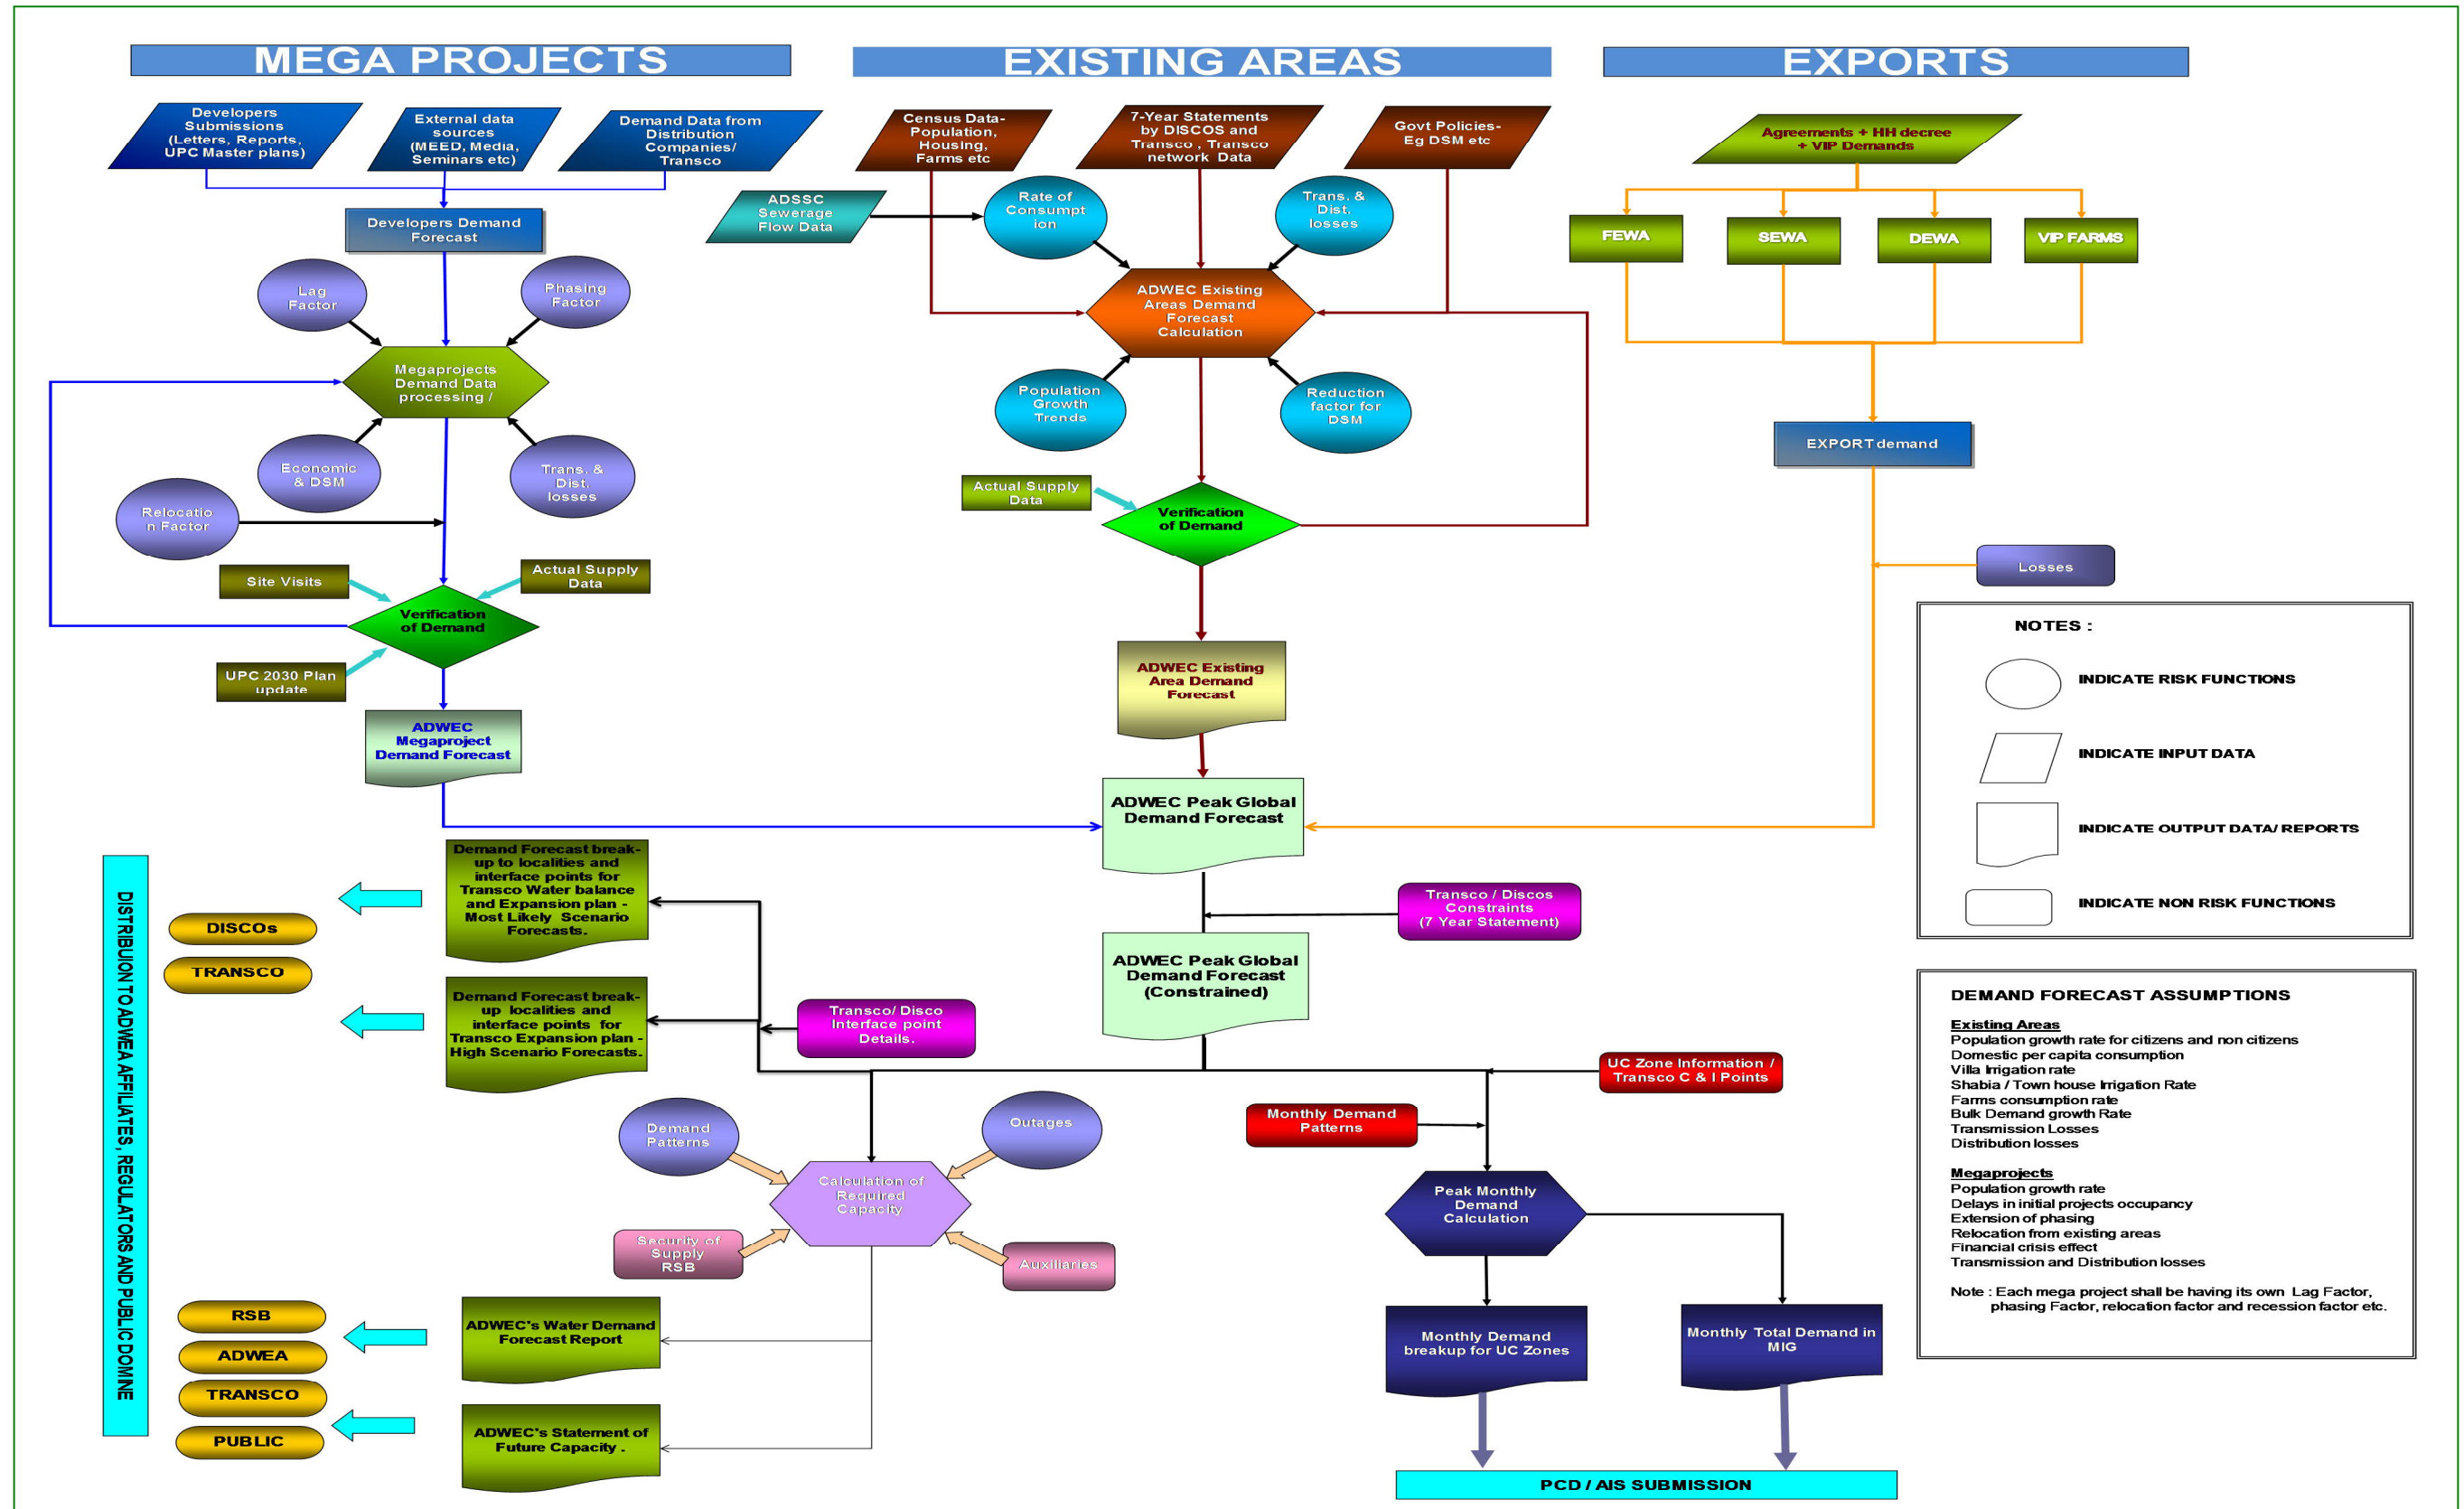 MEGA PROJECTS
EXISTING AREAS
EXPORTS
Developers
Submissions
(Letters, Reports,
UPC Master plans)
External data
sources
(MEED, Media,
Seminars etc)
Demand Data from
Distribution
Companies/
Transco
Census Data-
Population,
Housing,
Farms etc
7-Year Statements
by DISCOS and
Transco , Transco
network Data
Govt Policies-
Eg DSM etc
Agreements + HH decree
+ VIP Demands
ADSSC
Sewerage
Flow Data
Rate of
Consumpt
ion
Trans. &
Dist.
losses
Developers Demand
Forecast
FEWA
SEWA
DEWA
VIP FARMS
Lag
Factor
Phasing
Factor
ADWEC Existing
Areas Demand
Forecast
Calculation
Megaprojects
Demand Data
processing /
Population
Growth
Trends
Reduction
factor for
DSM
EXPORT demand
Economic
& DSM
Trans. &
Dist.
losses
Actual Supply
Data
Verification
of Demand
Relocatio
n Factor
Site Visits
Actual Supply
Data
Losses
Verification
of Demand
UPC 2030 Plan
update
ADWEC Existing
Area Demand
Forecast
ADWEC
Megaproject
Demand Forecast
NOTES :
INDICATE RISK FUNCTIONS
INDICATE INPUT DATA
INDICATE OUTPUT DATA/ REPORTS
INDICATE NON RISK FUNCTIONS
ADWEC Peak Global
Demand Forecast
DISTRIBUION TO ADWEA AFFILIATES, REGULATORS AND PUBLIC DOMNE
Demand Forecast break-
up to localities and
interface points for
Transco Water balance
and Expansion plan -
Most Likely Scenario
Forecasts.
Transco / Discos
Constraints
(7 Year Statement)
DISCOs
TRANSCO
ADWEC Peak Global
Demand Forecast
(Constrained)
Demand Forecast break-
up localities and
interface points for
Transco Expansion plan -
High Scenario Forecasts.
Transco/ Disco
Interface point
Details.
DEMAND FORECAST ASSUMPTIONS
Existing Areas
Population growth rate for citizens and non citizens
Domestic per capita consumption
Villa Irrigation rate
Shabia / Town house Irrigation Rate
Farms consumption rate
Bulk Demand growth Rate
Transmission Losses
Distribution losses
Megaprojects
Population growth rate
Delays in initial projects occupancy
Extension of phasing
Relocation from existing areas
Financial crisis effect
Transmission and Distribution losses
Note : Each mega project shall be having its own Lag Factor,
phasing Factor, relocation factor and recession factor etc.
UC Zone Information /
Transco C & I Points
Monthly Demand
Patterns
Demand
Patterns
Outages
Calculation of
Required
Capacity
Security of
Supply
RSB
Auxiliaries
Peak Monthly
Demand
Calculation
RSB
ADWEA
TRANSCO
PUBLIC
ADWEC's Water Demand
Forecast Report
ADWEC's Statement of
Future Capacity .
Monthly Demand
breakup for UC Zones
Monthly Total Demand in
MIG
PCD / AIS SUBMISSION